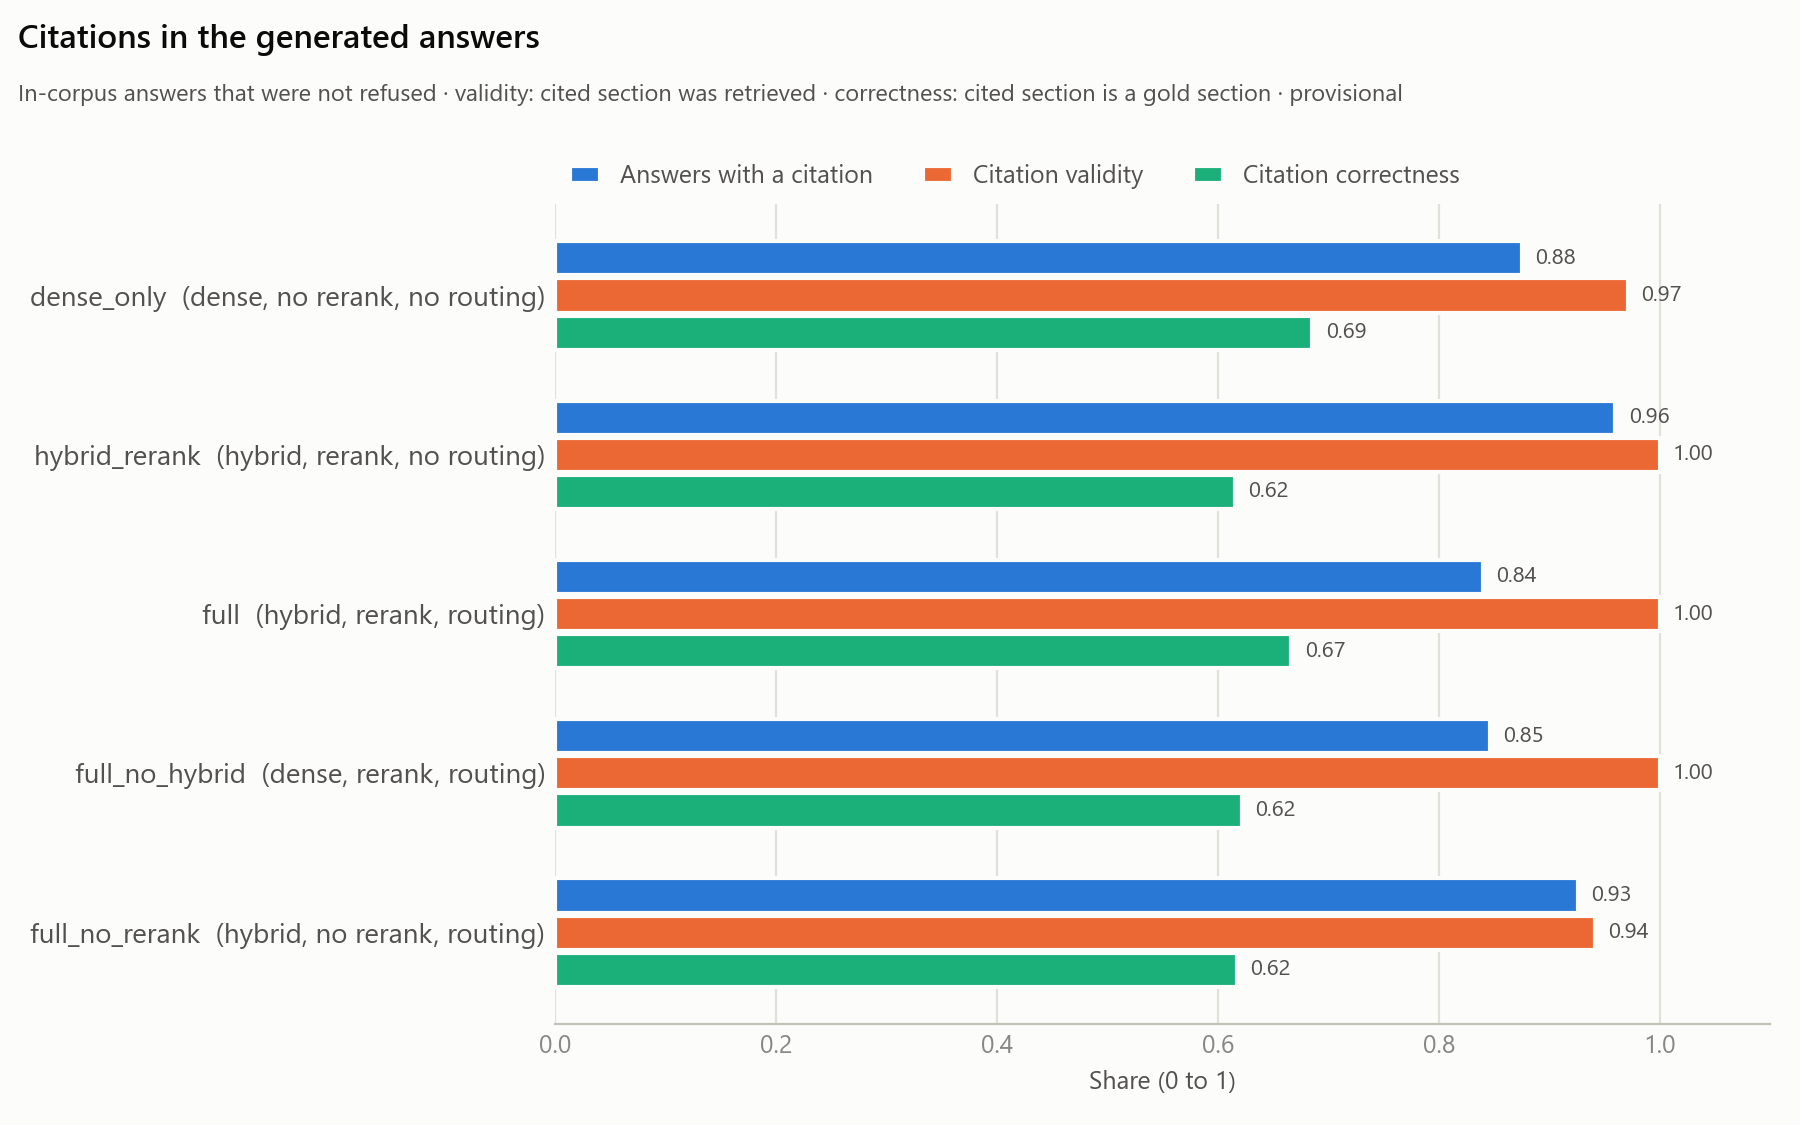 Citations in the generated answers
In-corpus answers that were not refused · validity: cited section was retrieved · correctness: cited section is a gold section · provisional
Answers with a citation
Citation validity
Citation correctness
dense_only (dense, no rerank, no routing)
0.88
0.97
0.69
hybrid_rerank (hybrid, rerank, no routing)
0.96
1.00
0.62
full (hybrid, rerank, routing)
0.84
1.00
0.67
full_no_hybrid (dense, rerank, routing)
0.85
1.00
0.62
full_no_rerank (hybrid, no rerank, routing)
0.93
0.94
0.62
0.0 0.2 0.4 0.6 0.8 1.0
Share (0 to 1)